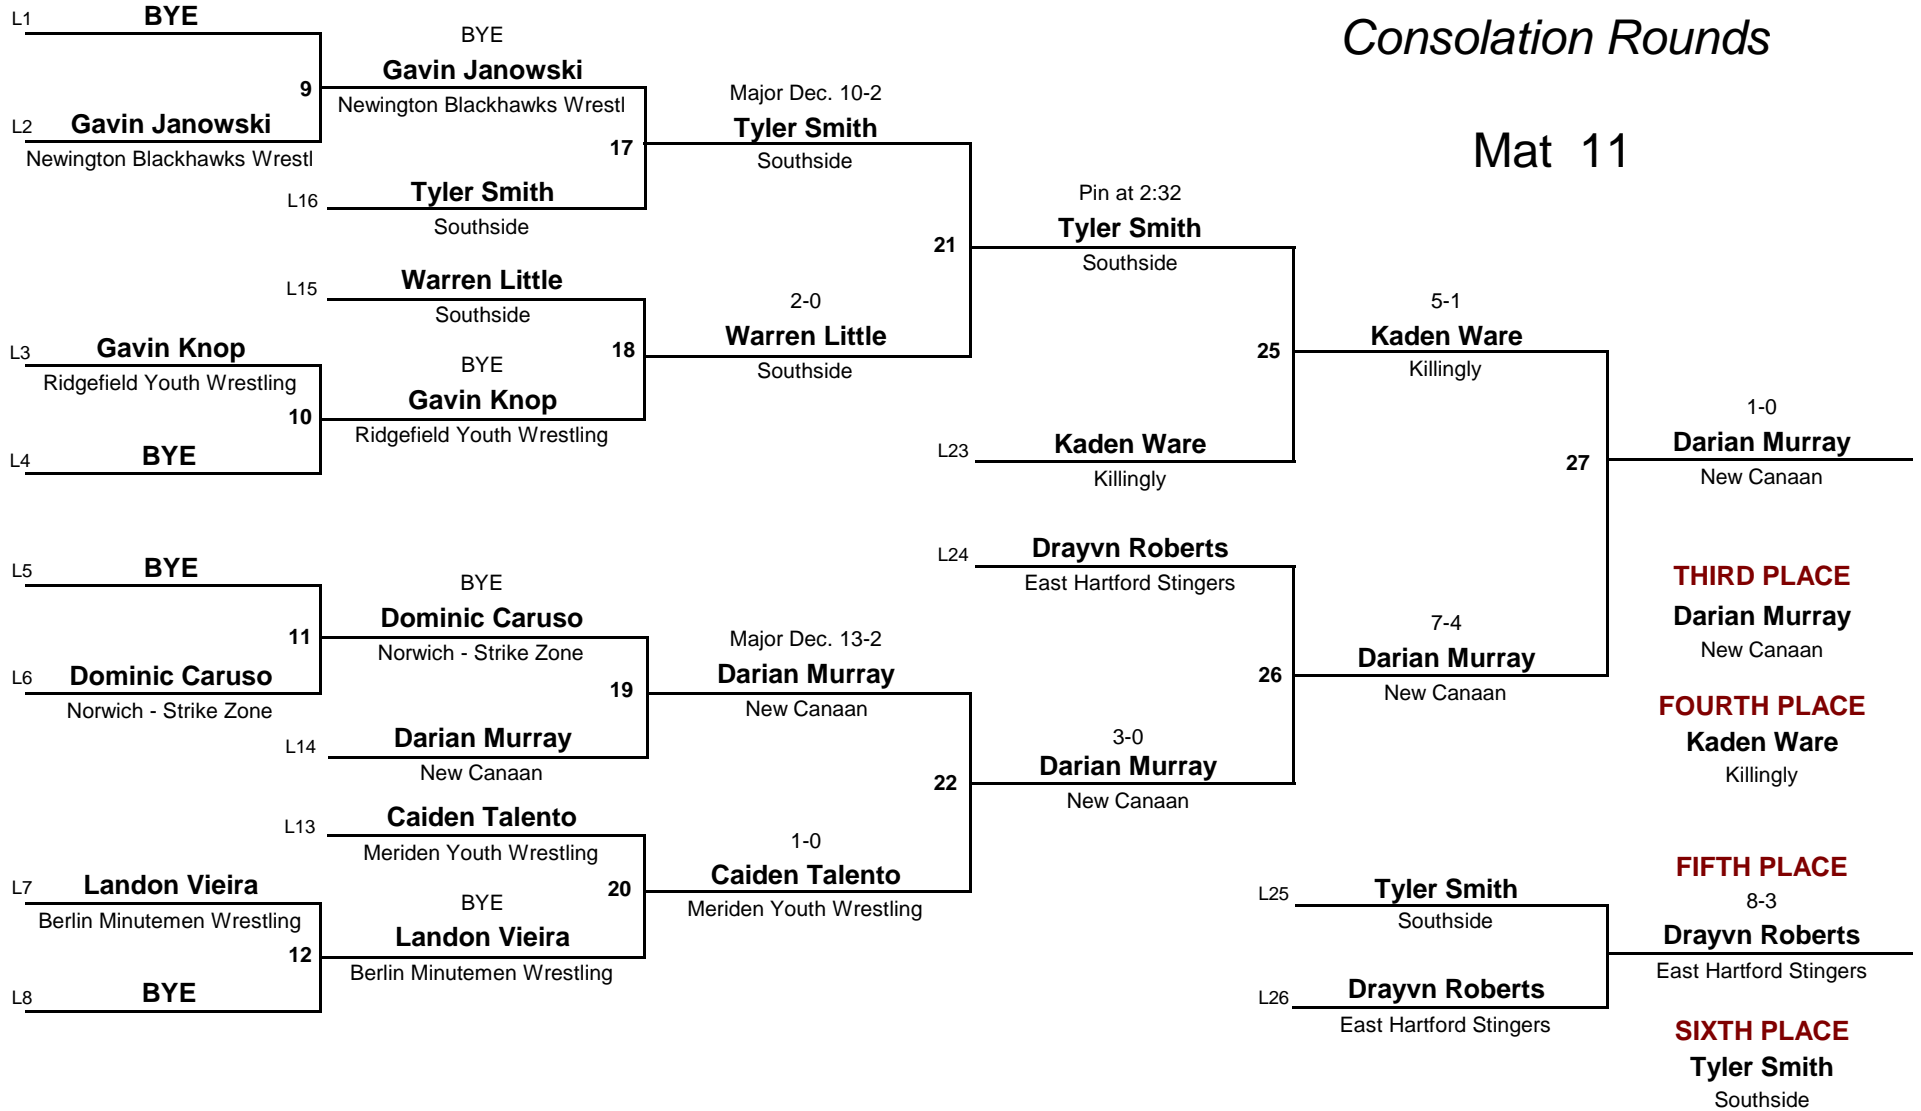 Consolation Rounds
Mat 11
L1 BYE
9
L2 Gavin Janowski
Newington Blackhawks Wrestl
BYE
Gavin Janowski
Newington Blackhawks Wrestl
17
L16 Tyler Smith
Southside
Major Dec. 10-2
Tyler Smith
Southside
L15 Warren Little
Southside
L3 Gavin Knop
Ridgefield Youth Wrestling
10
L4 BYE
BYE
Gavin Knop
Ridgefield Youth Wrestling
18
2-0
Warren Little
Southside
21
Pin at 2:32
Tyler Smith
Southside
L23 Kaden Ware
Killingly
25
5-1
Kaden Ware
Killingly
L5 BYE
11
L6 Dominic Caruso
Norwich - Strike Zone
BYE
Dominic Caruso
Norwich - Strike Zone
19
L14 Darian Murray
New Canaan
Major Dec. 13-2
Darian Murray
New Canaan
L13 Caiden Talento
Meriden Youth Wrestling
L7 Landon Vieira
Berlin Minutemen Wrestling
12
L8 BYE
BYE
Landon Vieira
Berlin Minutemen Wrestling
20
1-0
Caiden Talento
Meriden Youth Wrestling
22
3-0
Darian Murray
New Canaan
L24 Drayvn Roberts
East Hartford Stingers
26
7-4
Darian Murray
New Canaan
27
1-0
Darian Murray
New Canaan
THIRD PLACE
Darian Murray
New Canaan
FOURTH PLACE
Kaden Ware
Killingly
L25 Tyler Smith
Southside
L26 Drayvn Roberts
East Hartford Stingers
FIFTH PLACE
8-3
Drayvn Roberts
East Hartford Stingers
SIXTH PLACE
Tyler Smith
Southside